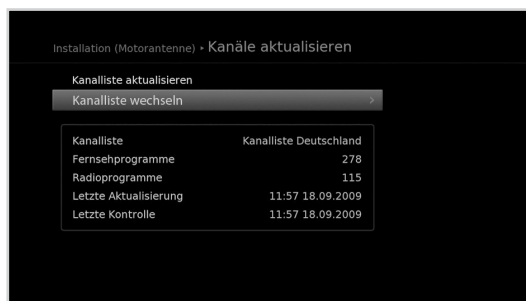 Installation (Motorantenne) • Kanäle aktualisieren
Kanalliste aktualisieren
Kanalliste wechseln >
Kanalliste Kanalliste Deutschland
Fernsehprogramme 278
Radioprogramme 115
Letzte Aktualisierung 11:57 18.09.2009
Letzte Kontrolle 11:57 18.09.2009